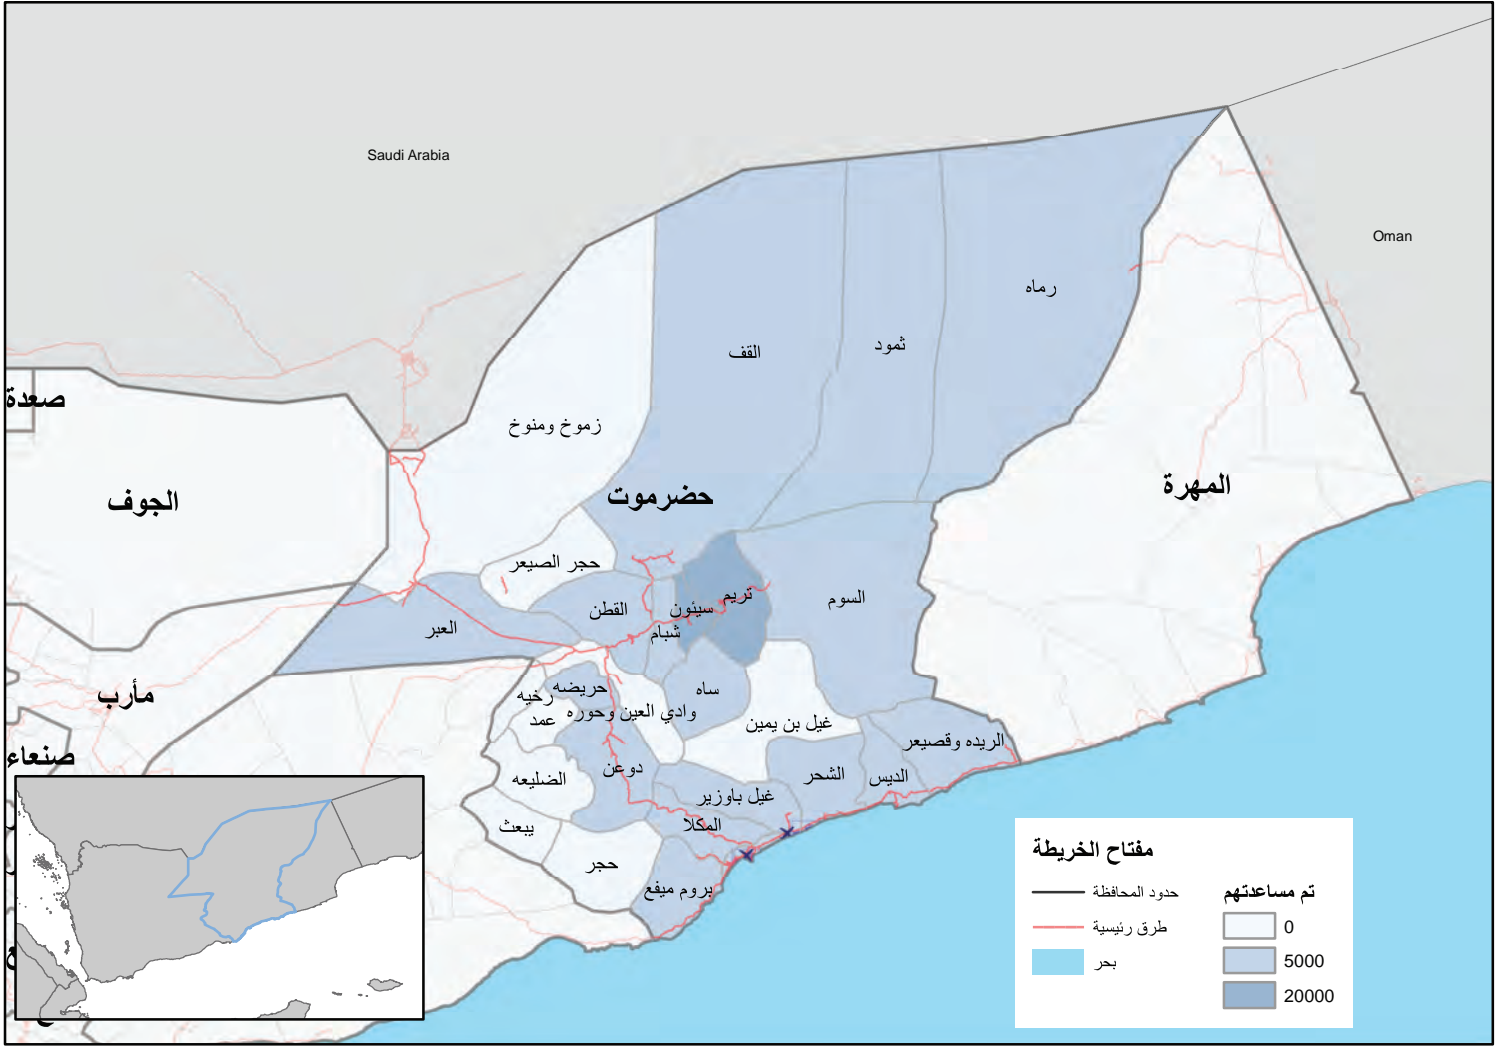 Saudi Arabia
Oman
رماه
ثمود
القف
صعدة
زموخ ومنوخ
المهرة
حضرموت
الجوف
حجر الصيعر
تريم
السوم
سيئون
القطن
شبام
العبر
ساه
حريضه
رخيه
مأرب
وادي العين وحوره
عمد
غيل بن يمين
الريده وقصيعر
صنعاء
دوعن
الشحر
الديس
الضليعه
غيل باوزير
المكلا
يبعث
حجر
بروم ميفع
مفتاح الخريطة
حدود المحافظة
طرق رئيسية
بحر
تم مساعدتهم
0
5000
20000